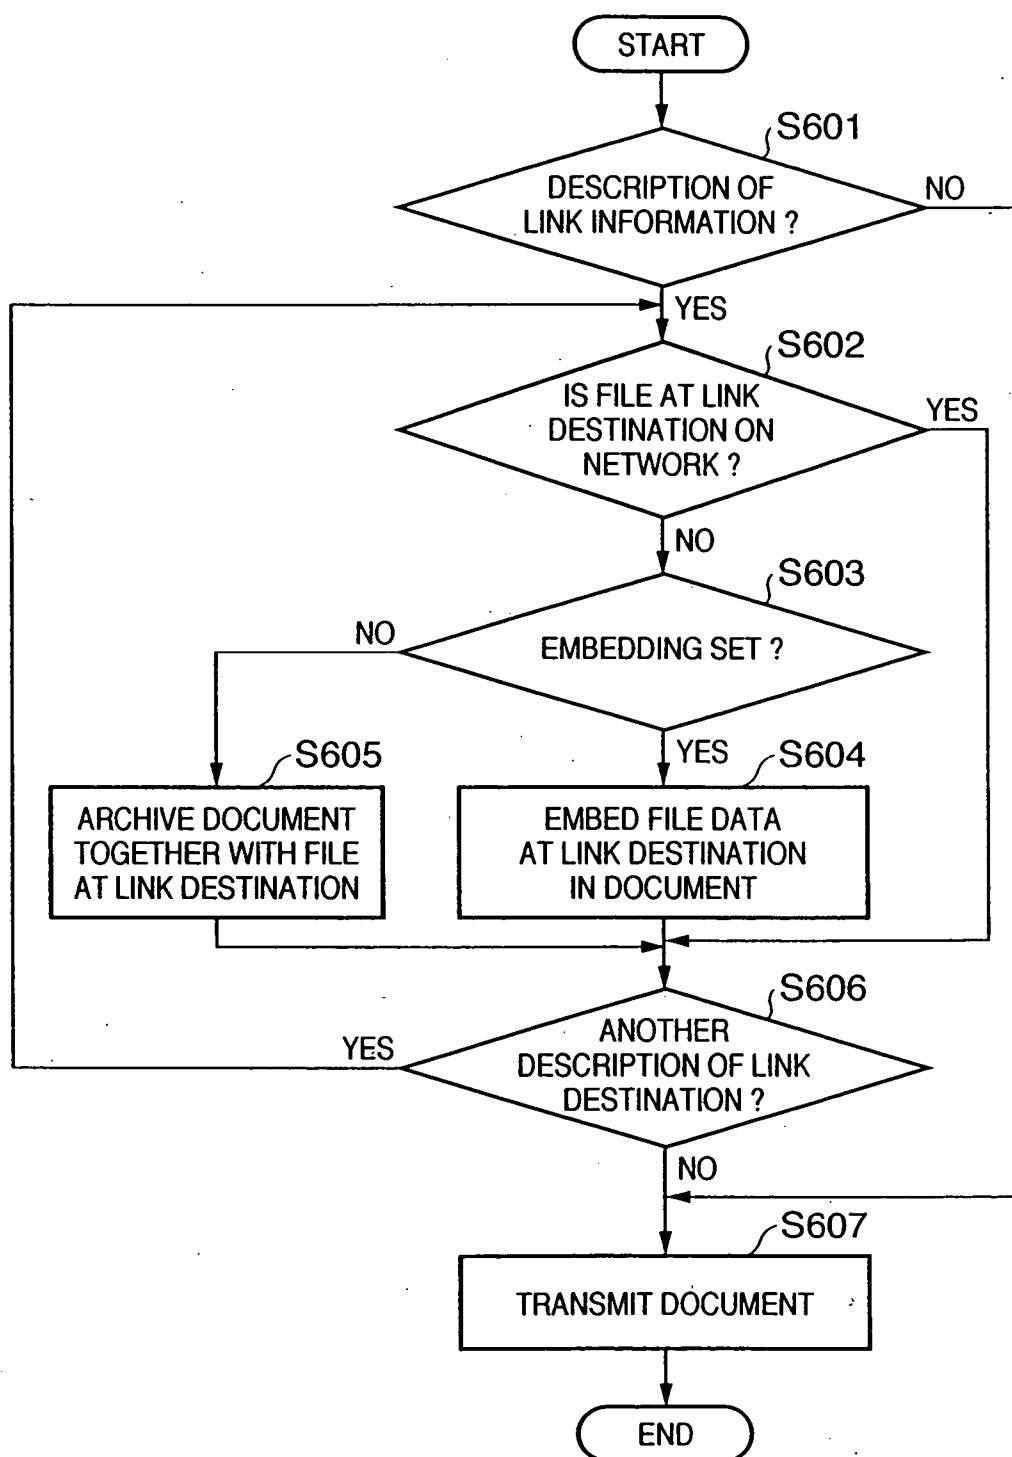 START
S601
DESCRIPTION OF
LINK INFORMATION ?
NO
YES
S602
IS FILE AT LINK
DESTINATION ON
NETWORK ?
YES
NO
S603
EMBEDDING SET ?
NO
YES
S605
ARCHIVE DOCUMENT
TOGETHER WITH FILE
AT LINK DESTINATION
S604
EMBED FILE DATA
AT LINK DESTINATION
IN DOCUMENT
S606
ANOTHER
DESCRIPTION OF LINK
DESTINATION ?
YES
NO
S607
TRANSMIT DOCUMENT
END